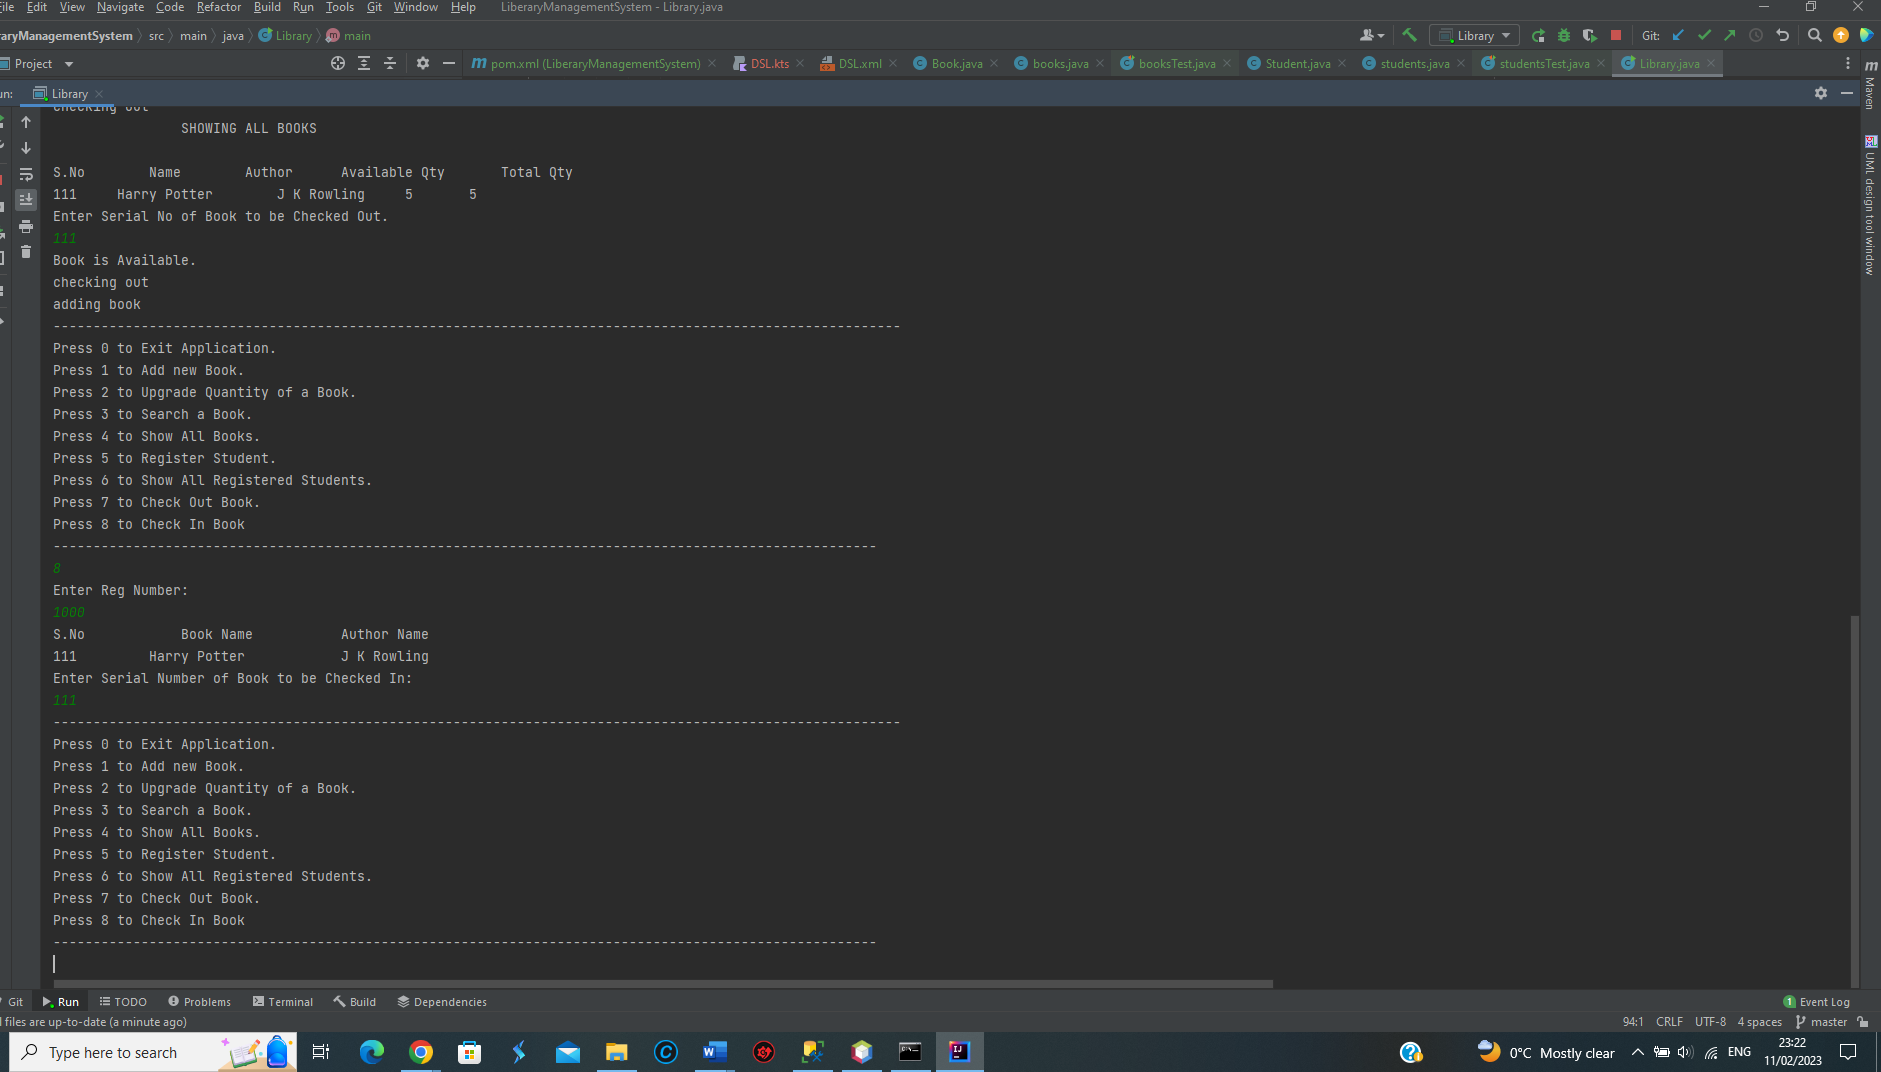 File Edit View Navigate Code Refactor Build Run Tools Git Window Help LiberaryManagementSystem - Library.java
raryManagementSystem src main java Library main Library Git:
Project pom.xml (LiberaryManagementSystem) DSL.kts DSL.xml Book.java books.java booksTest.java Student.java students.java studentsTest.java Library.java
un: Library
Maven
UML design tool window
checking out
SHOWING ALL BOOKS
S.No Name Author Available Qty Total Qty
111 Harry Potter J K Rowling 5 5
Enter Serial No of Book to be Checked Out.
111
Book is Available.
checking out
adding book
----------------------------------------------------------------------------------------------------------
Press 0 to Exit Application.
Press 1 to Add new Book.
Press 2 to Upgrade Quantity of a Book.
Press 3 to Search a Book.
Press 4 to Show All Books.
Press 5 to Register Student.
Press 6 to Show All Registered Students.
Press 7 to Check Out Book.
Press 8 to Check In Book
-------------------------------------------------------------------------------------------------------
8
Enter Reg Number:
1000
S.No Book Name Author Name
111 Harry Potter J K Rowling
Enter Serial Number of Book to be Checked In:
111
----------------------------------------------------------------------------------------------------------
Press 0 to Exit Application.
Press 1 to Add new Book.
Press 2 to Upgrade Quantity of a Book.
Press 3 to Search a Book.
Press 4 to Show All Books.
Press 5 to Register Student.
Press 6 to Show All Registered Students.
Press 7 to Check Out Book.
Press 8 to Check In Book
-------------------------------------------------------------------------------------------------------
Git Run TODO Problems Terminal Build Dependencies 1 Event Log
files are up-to-date (a minute ago) 94:1 CRLF UTF-8 4 spaces master
Type here to search 0°C Mostly clear ENG 23:22
11/02/2023